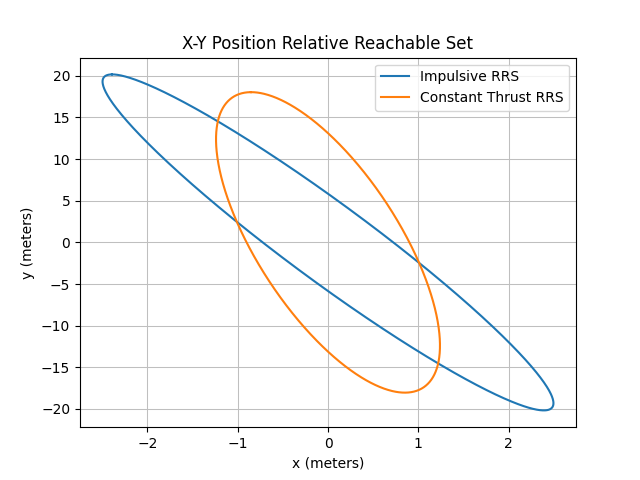 X-Y Position Relative Reachable Set
Impulsive RRS
Constant Thrust RRS
20
15
10
5
0
−5
−10
−15
−20
y (meters)
−2
−1
0
1
2
x (meters)